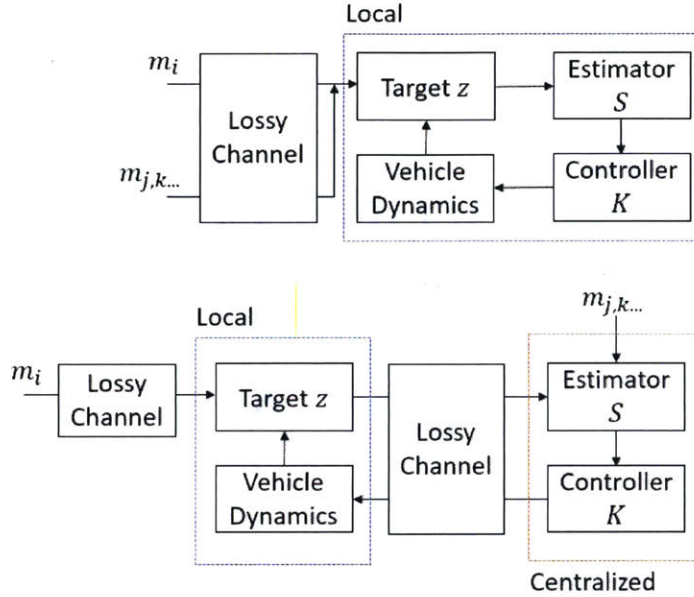 Local
m_i
Lossy
Channel
m_{j,k...}
Target z
Estimator
S
Vehicle
Dynamics
Controller
K
m_{j,k...}
Local
m_i
Lossy
Channel
Target z
Lossy
Channel
Estimator
S
Vehicle
Dynamics
Controller
K
Centralized